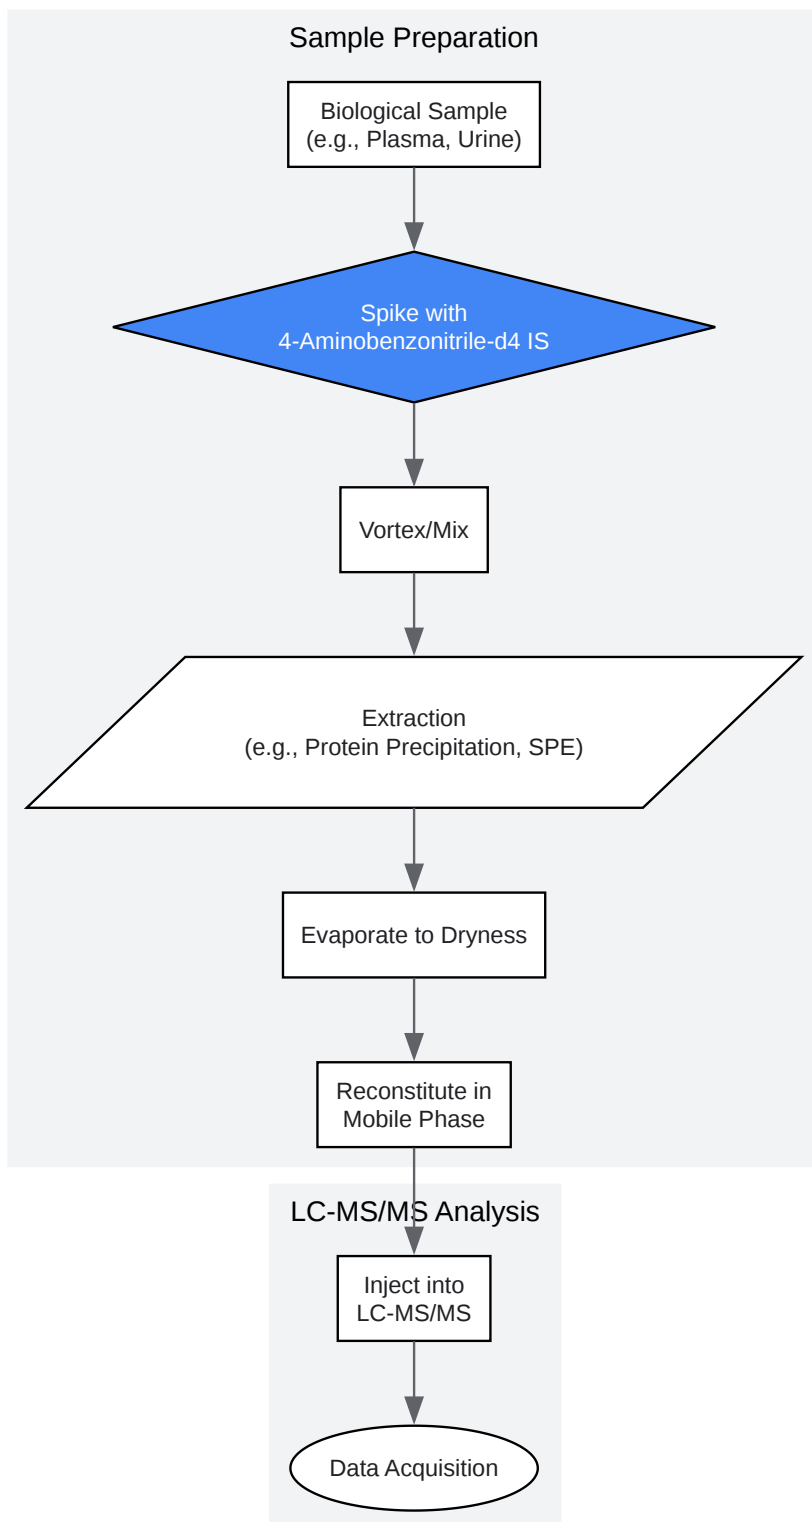 Sample Preparation
Biological Sample
(e.g., Plasma, Urine)
Spike with
4-Aminobenzonitrile-d4 IS
Vortex/Mix
Extraction
(e.g., Protein Precipitation, SPE)
Evaporate to Dryness
Reconstitute in
Mobile Phase
LC-MS/MS Analysis
Inject into
LC-MS/MS
Data Acquisition